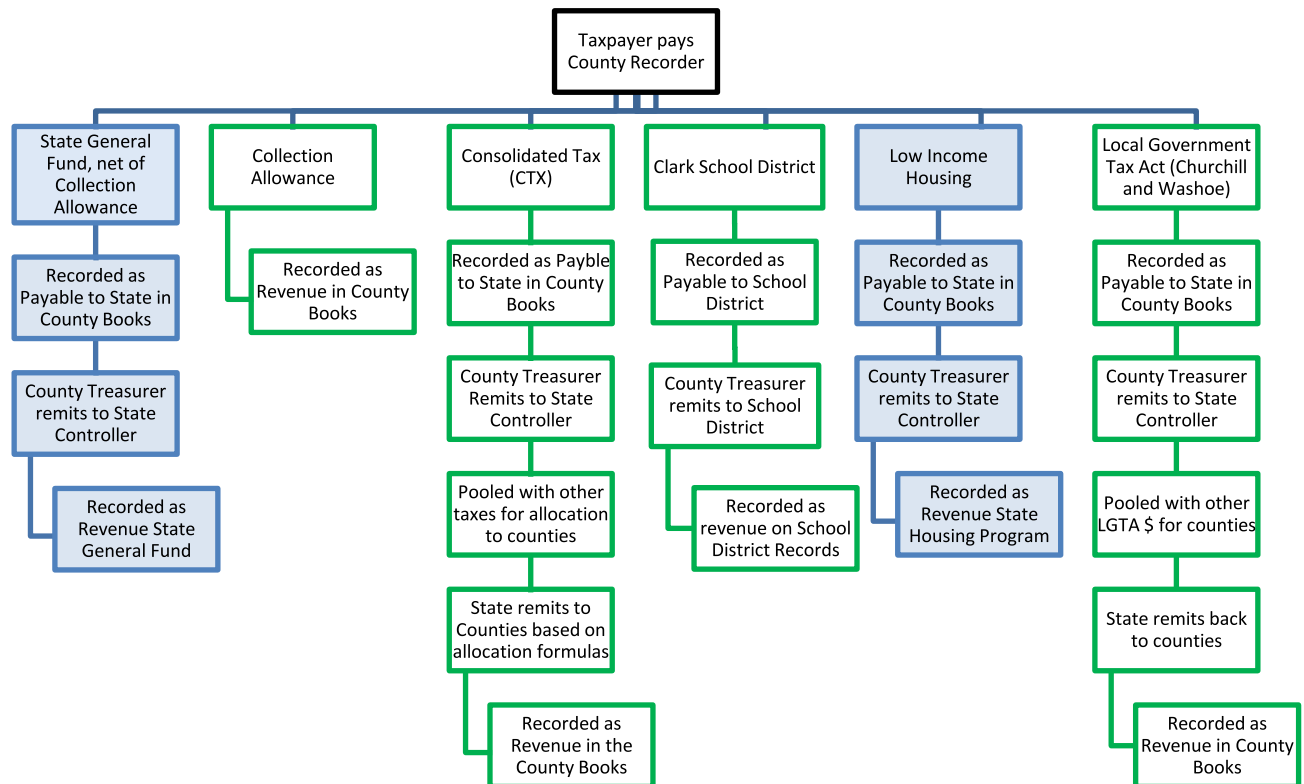 Taxpayer pays
County Recorder
State General
Fund, net of
Collection
Allowance
Recorded as
Payable to State in
County Books
County Treasurer
remits to State
Controller
Recorded as
Revenue State
General Fund
Collection
Allowance
Recorded as
Revenue in County
Books
Consolidated Tax
(CTX)
Recorded as Payble
to State in County
Books
County Treasurer
Remits to State
Controller
Pooled with other
taxes for allocation
to counties
State remits to
Counties based on
allocation formulas
Recorded as
Revenue in the
County Books
Clark School District
Recorded as
Payable to School
District
County Treasurer
remits to School
District
Recorded as
revenue on School
District Records
Low Income
Housing
Recorded as
Payable to State in
County Books
County Treasurer
remits to State
Controller
Recorded as
Revenue State
Housing Program
Local Government
Tax Act (Churchill
and Washoe)
Recorded as
Payable to State in
County Books
County Treasurer
remits to State
Controller
Pooled with other
LGTA $ for counties
State remits back
to counties
Recorded as
Revenue in County
Books